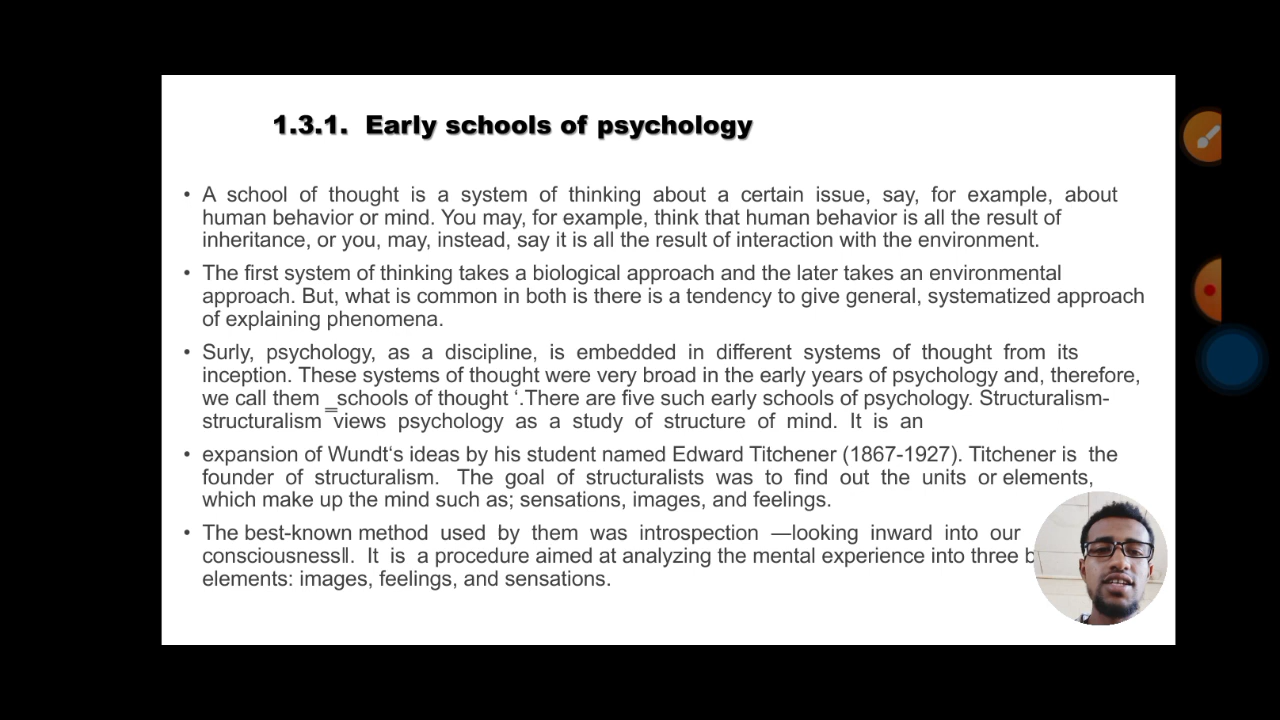 1.3.1. Early schools of psychology
• A school of thought is a system of thinking about a certain issue, say, for example, about
human behavior or mind. You may, for example, think that human behavior is all the result of
inheritance, or you, may, instead, say it is all the result of interaction with the environment.
• The first system of thinking takes a biological approach and the later takes an environmental
approach. But, what is common in both is there is a tendency to give general, systematized approach
of explaining phenomena.
• Surly, psychology, as a discipline, is embedded in different systems of thought from its
inception. These systems of thought were very broad in the early years of psychology and, therefore,
we call them ‗schools of thought ‘.There are five such early schools of psychology. Structuralism-
structuralism views psychology as a study of structure of mind. It is an
• expansion of Wundt‘s ideas by his student named Edward Titchener (1867-1927). Titchener is the
founder of structuralism. The goal of structuralists was to find out the units or elements,
which make up the mind such as; sensations, images, and feelings.
• The best-known method used by them was introspection ―looking inward into our
consciousness‖. It is a procedure aimed at analyzing the mental experience into three
elements: images, feelings, and sensations.